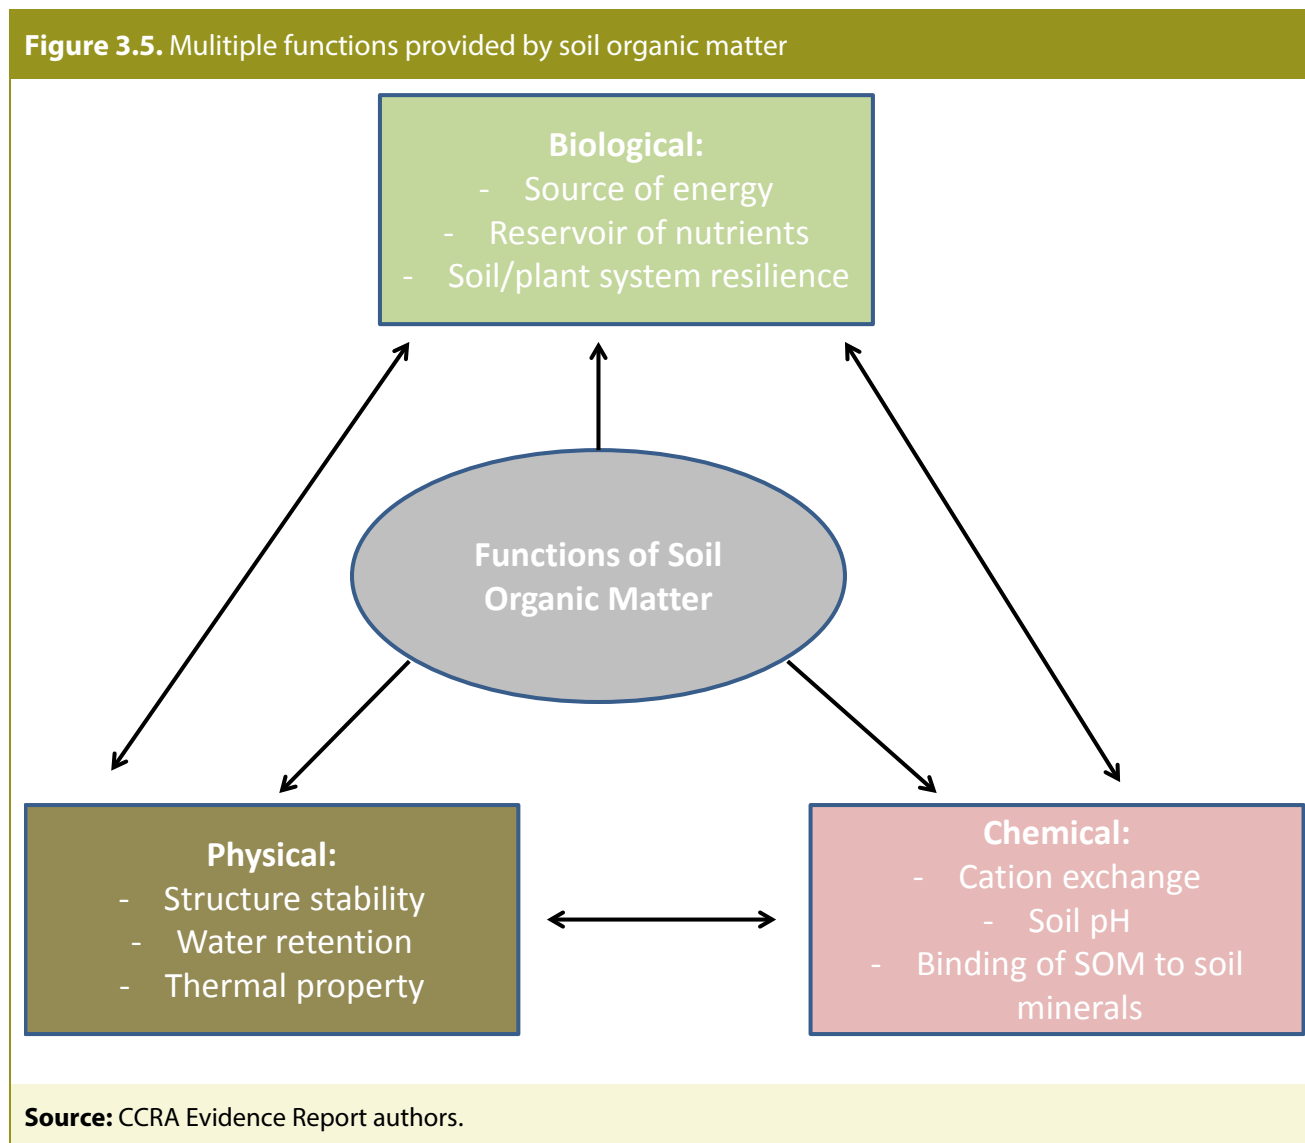 Figure 3.5. Mulitiple functions provided by soil organic matter
Biological:
- Source of energy
- Reservoir of nutrients
- Soil/plant system resilience
Functions of Soil
Organic Matter
Physical:
- Structure stability
- Water retention
- Thermal property
Chemical:
- Cation exchange
- Soil pH
- Binding of SOM to soil
minerals
Source: CCRA Evidence Report authors.